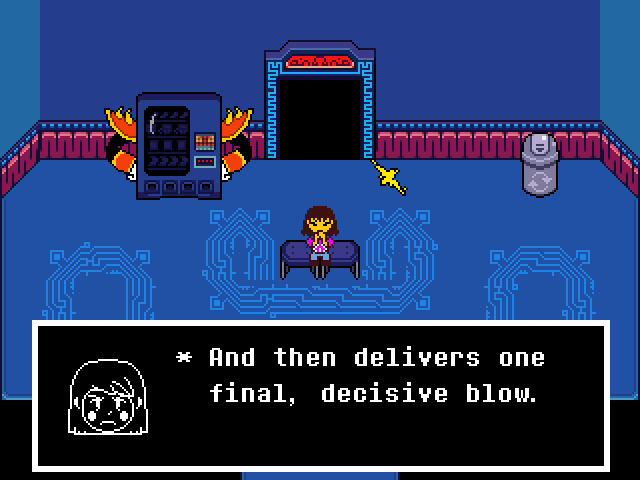 * And then delivers one
final, decisive blow.